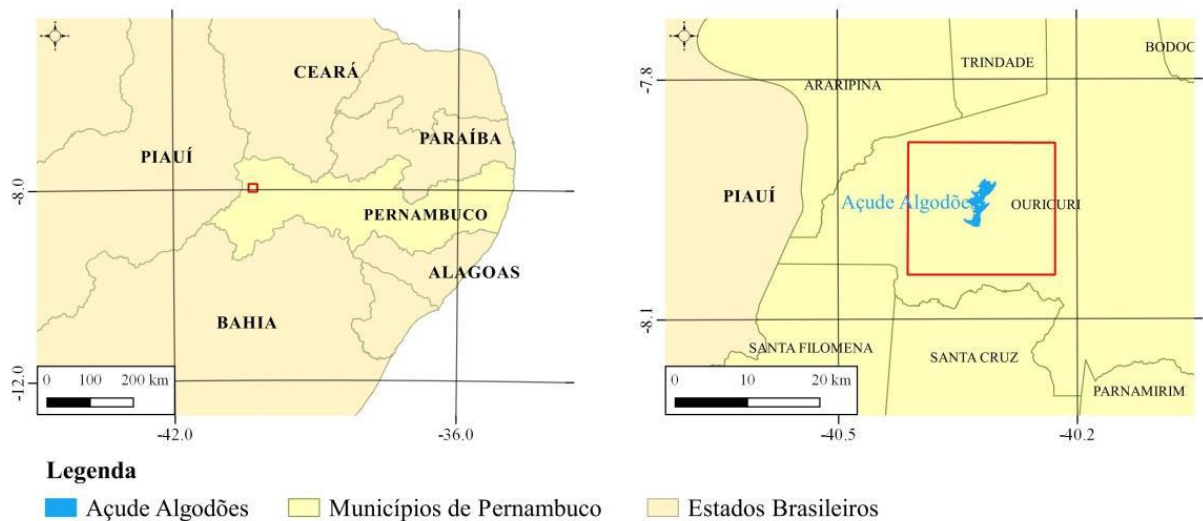 CEARÁ
PARAÍBA
PIAUÍ
PERNAMBUCO
ALAGOAS
BAHIA
-8.0
-12.0
0 100 200 km
-42.0 -36.0
BODOC
TRINDADE
ARARIPINA
-7.8
PIAUÍ
Açude Algodões
OURICURI
-8.1
SANTA FILOMENA
SANTA CRUZ
PARNAMIRIM
0 10 20 km
-40.5 -40.2
Legenda
Açude Algodões Municípios de Pernambuco Estados Brasileiros